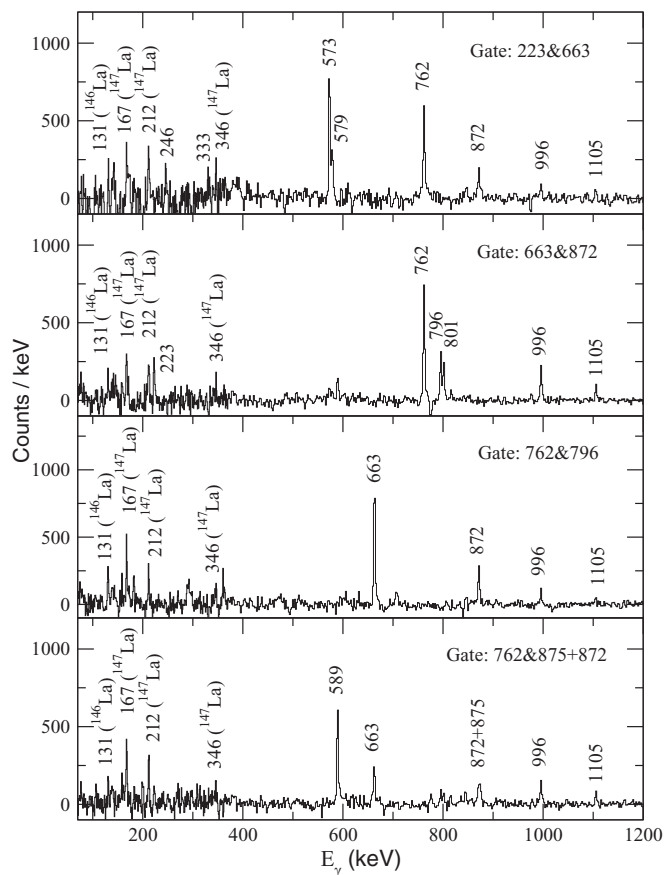 Gate: 223&663
131 (¹⁴⁶La)
167 (¹⁴⁷La)
212 (¹⁴⁷La)
246
333
346 (¹⁴⁷La)
573
579
762
872
996
1105
1000
500
0
Gate: 663&872
131 (¹⁴⁶La)
167 (¹⁴⁷La)
212 (¹⁴⁷La)
223
346 (¹⁴⁷La)
762
796
801
996
1105
1000
500
0
Gate: 762&796
131 (¹⁴⁶La)
167 (¹⁴⁷La)
212 (¹⁴⁷La)
346 (¹⁴⁷La)
663
872
996
1105
1000
500
0
Gate: 762&875+872
131 (¹⁴⁶La)
167 (¹⁴⁷La)
212 (¹⁴⁷La)
346 (¹⁴⁷La)
589
663
872+875
996
1105
1000
500
0
Counts / keV
200 400 600 800 1000 1200
Eγ (keV)